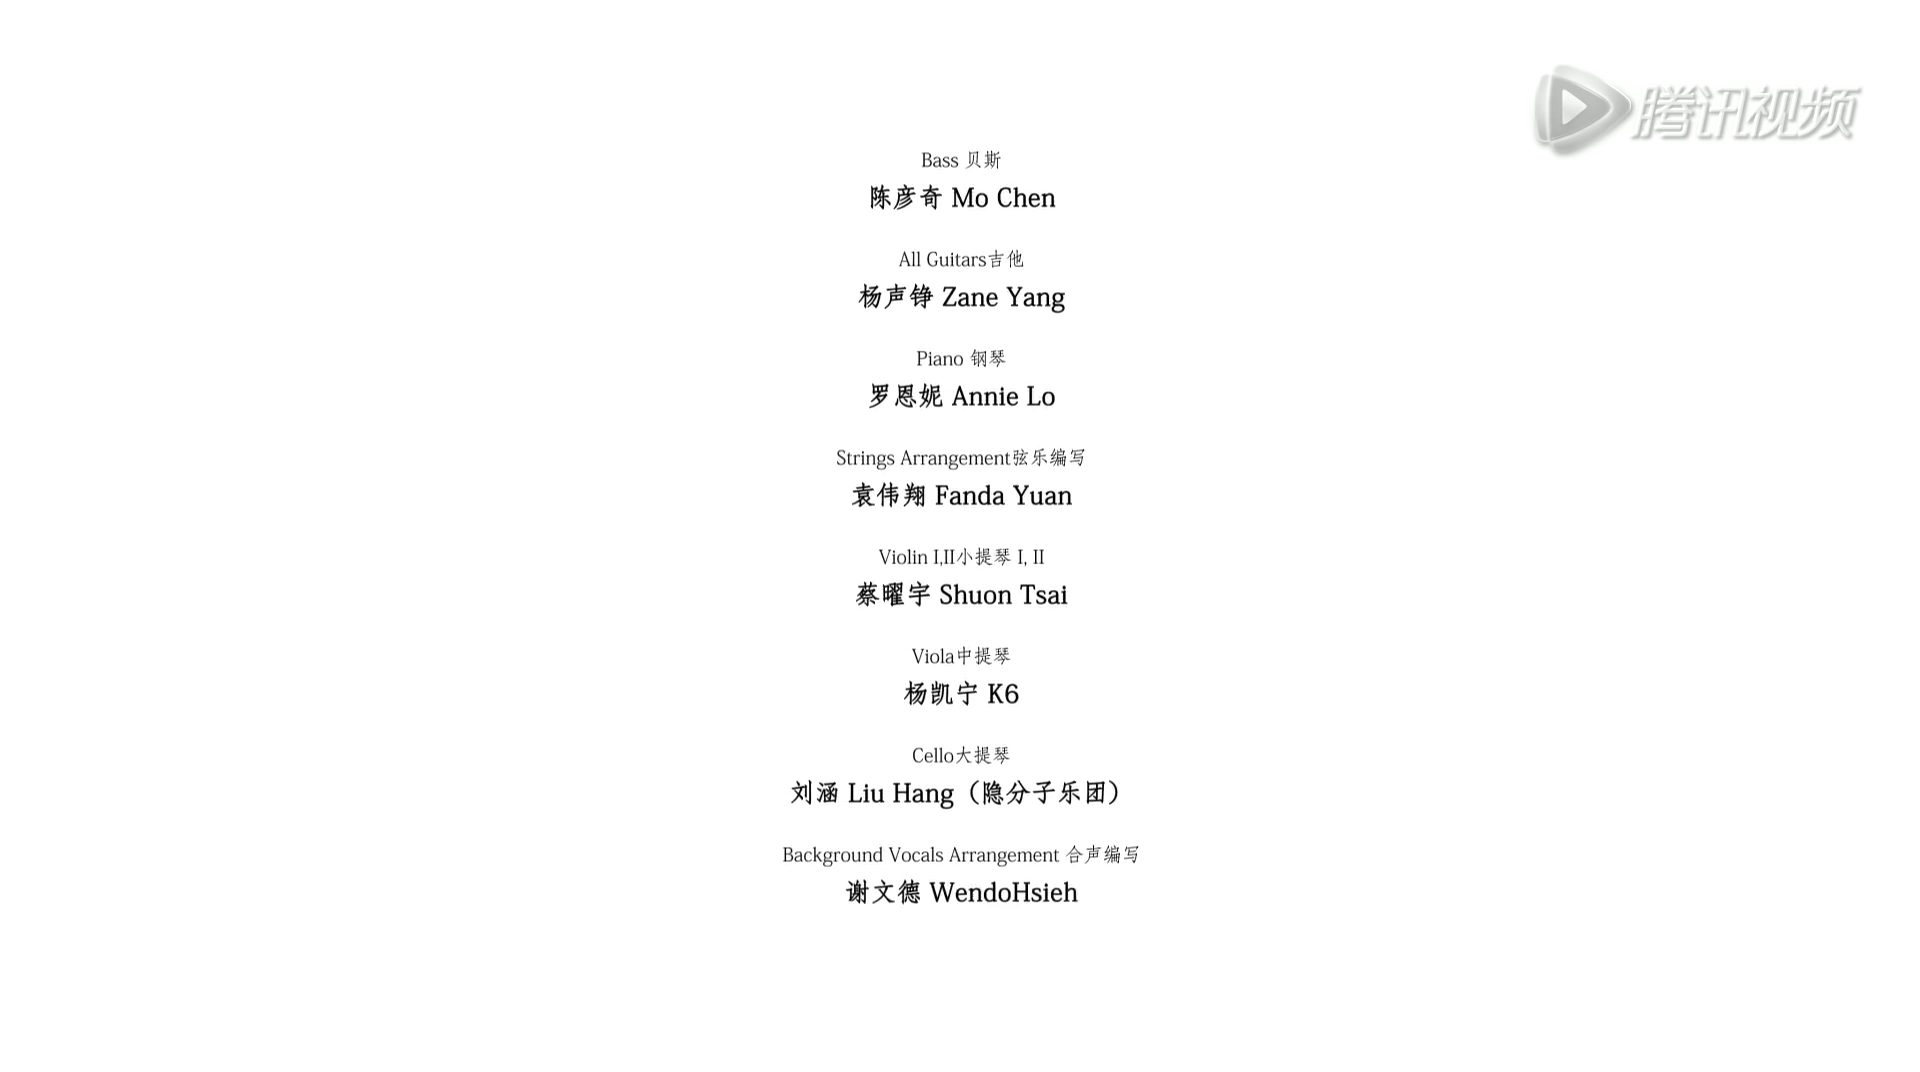 腾讯视频
Bass 贝斯
陈彦奇 Mo Chen
All Guitars吉他
杨声铮 Zane Yang
Piano 钢琴
罗恩妮 Annie Lo
Strings Arrangement弦乐编写
袁伟翔 Fanda Yuan
Violin I,II小提琴 I, II
蔡曜宇 Shuon Tsai
Viola中提琴
杨凯宁 K6
Cello大提琴
刘涵 Liu Hang（隐分子乐团）
Background Vocals Arrangement 合声编写
谢文德 WendoHsieh